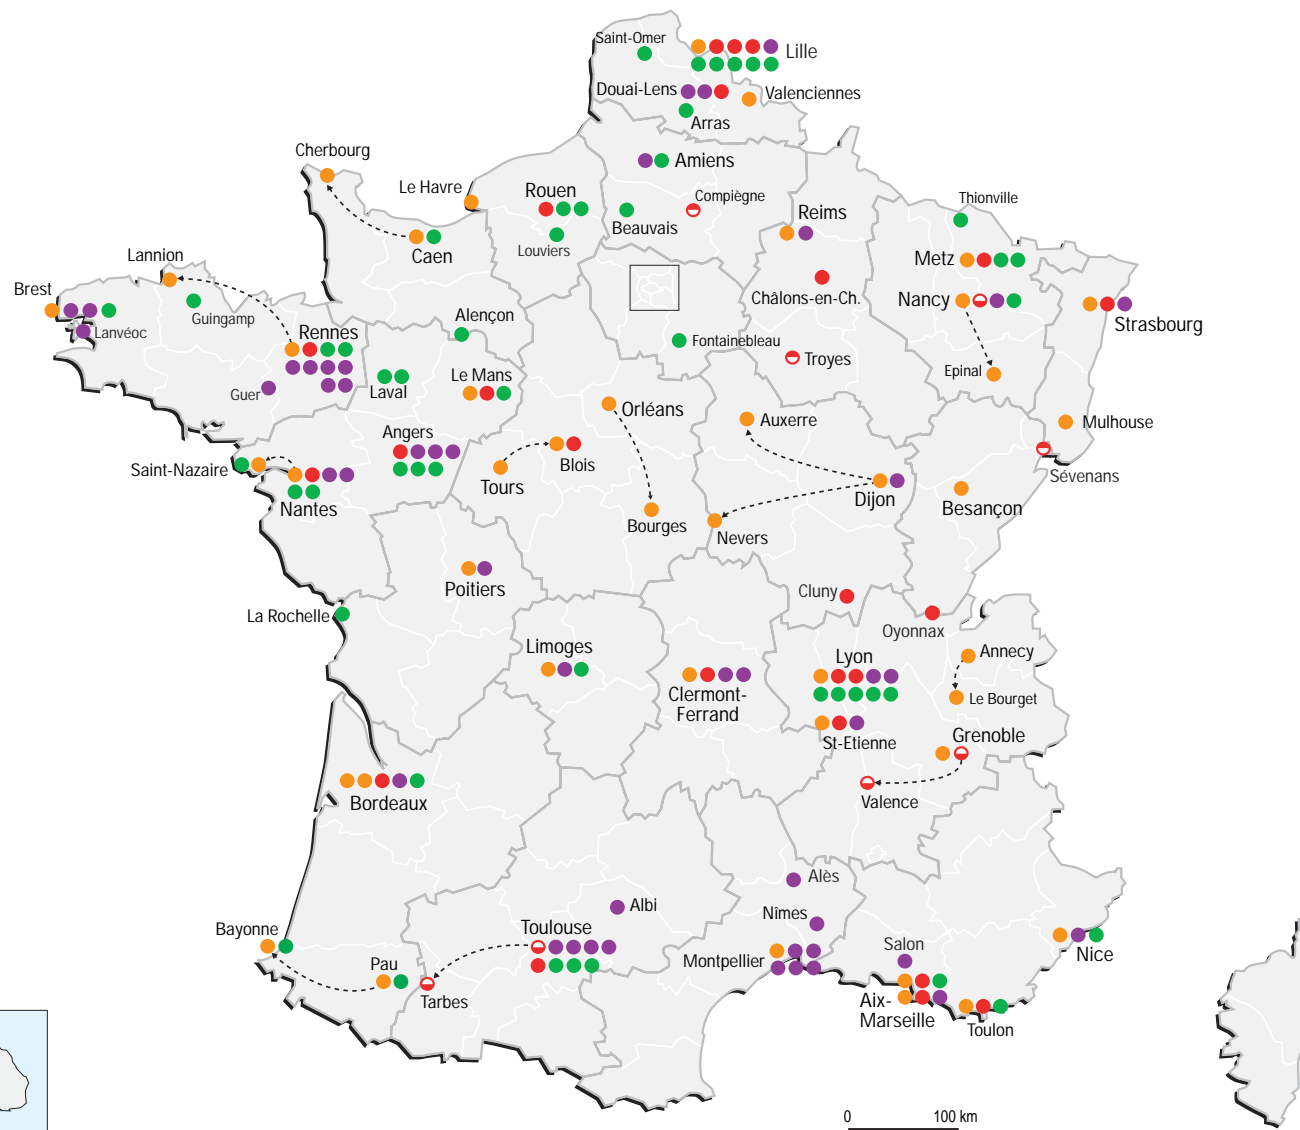 Saint-Omer
Lille
Douai-Lens
Valenciennes
Arras
Cherbourg
Amiens
Le Havre
Rouen
Compiègne
Thionville
Reims
Beauvais
Louviers
Caen
Metz
Lannion
Brest
Châlons-en-Ch.
Nancy
Strasbourg
Guingamp
Alençon
Lanvéoc
Rennes
Fontainebleau
Troyes
Epinal
Le Mans
Guer
Laval
Orléans
Auxerre
Mulhouse
Angers
Saint-Nazaire
Blois
Sévenans
Tours
Dijon
Nantes
Besançon
Bourges
Nevers
Poitiers
Cluny
La Rochelle
Oyonnax
Limoges
Lyon
Annecy
Clermont-
Ferrand
Le Bourget
St-Etienne
Grenoble
Bordeaux
Valence
Alès
Albi
Nîmes
Bayonne
Toulouse
Salon
Nice
Montpellier
Pau
Tarbes
Aix-
Marseille
Toulon
0 100 km